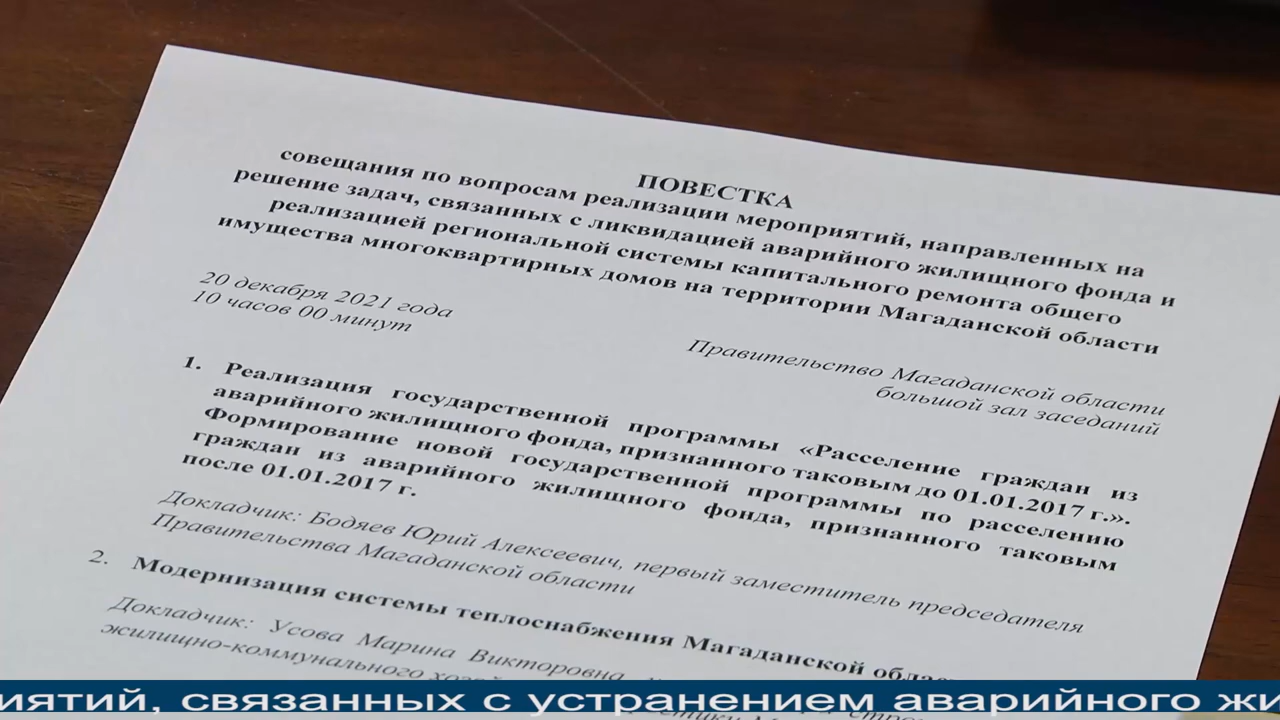 ПОВЕСТКА
совещания по вопросам реализации мероприятий, направленных на
решение задач, связанных с ликвидацией аварийного жилищного фонда и
реализацией региональной системы капитального ремонта общего
имущества многоквартирных домов на территории Магаданской области
20 декабря 2021 года
10 часов 00 минут
Правительство Магаданской области
большой зал заседаний
1. Реализация государственной программы «Расселение граждан из
аварийного жилищного фонда, признанного таковым до 01.01.2017 г.».
Формирование новой государственной программы по расселению
граждан из аварийного жилищного фонда, признанного таковым
после 01.01.2017 г.
Докладчик: Бодяев Юрий Алексеевич, первый заместитель председателя
Правительства Магаданской области
2. Модернизация системы теплоснабжения Магаданской
Докладчик: Усова Марина Викторовна,
жилищно-коммунального
иятий, связанных с устранением аварийного жи